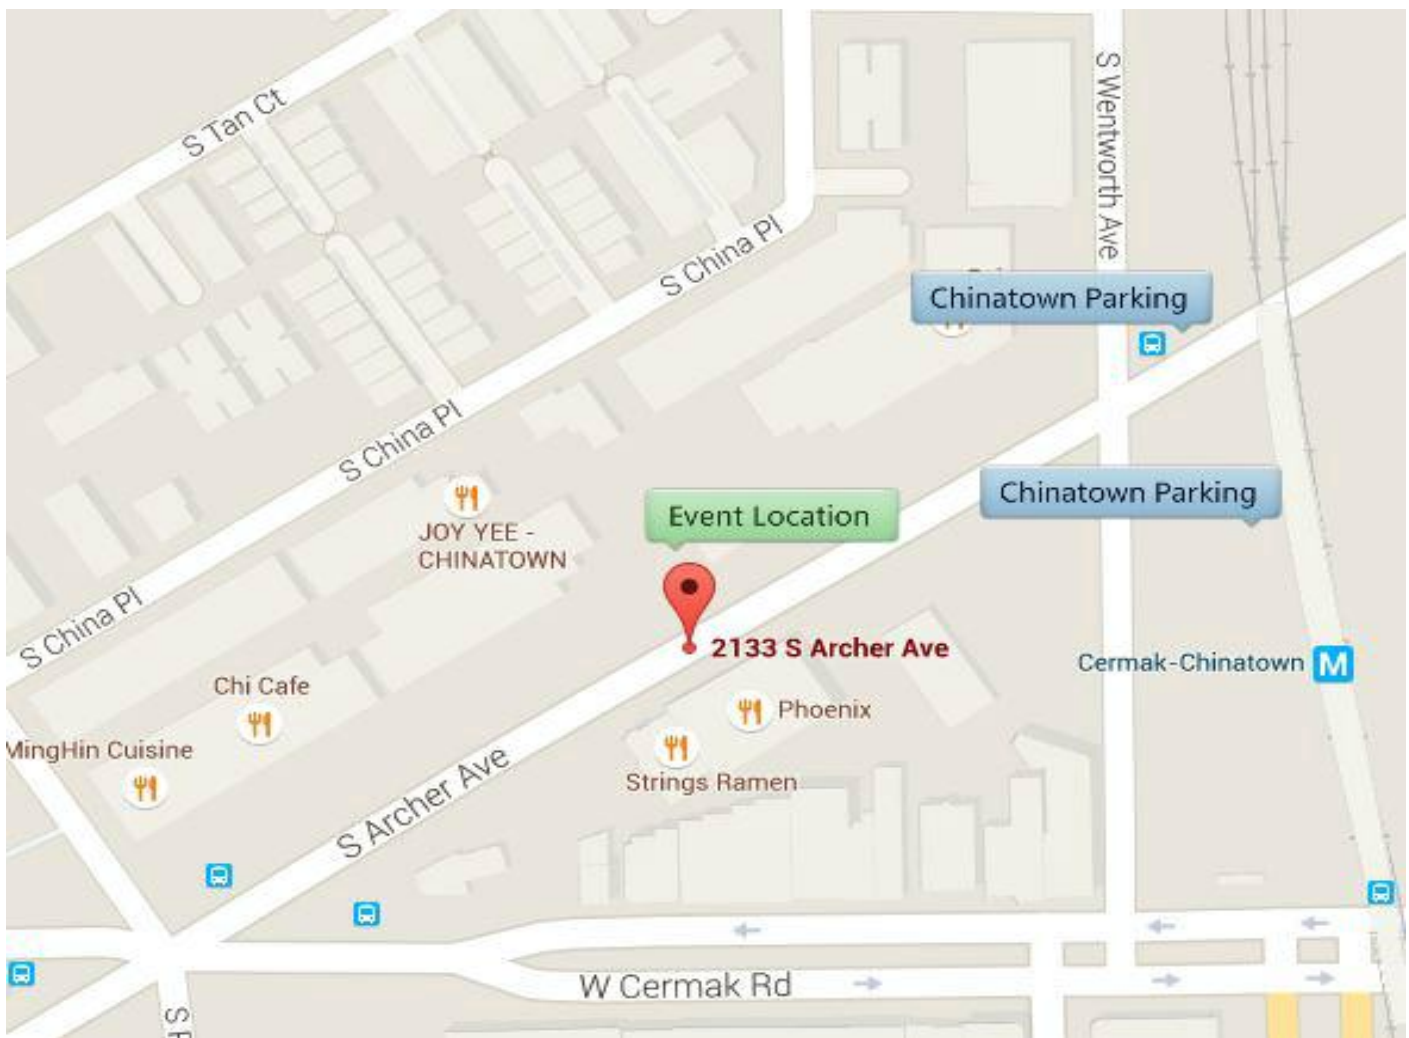 S Tan Ct
S Wentworth Ave
S China Pl
Chinatown Parking
S China Pl
Chinatown Parking
Event Location
JOY YEE -
CHINATOWN
S China Pl
2133 S Archer Ave
Cermak-Chinatown
M
Chi Cafe
Phoenix
MingHin Cuisine
Strings Ramen
S Archer Ave
W Cermak Rd
S